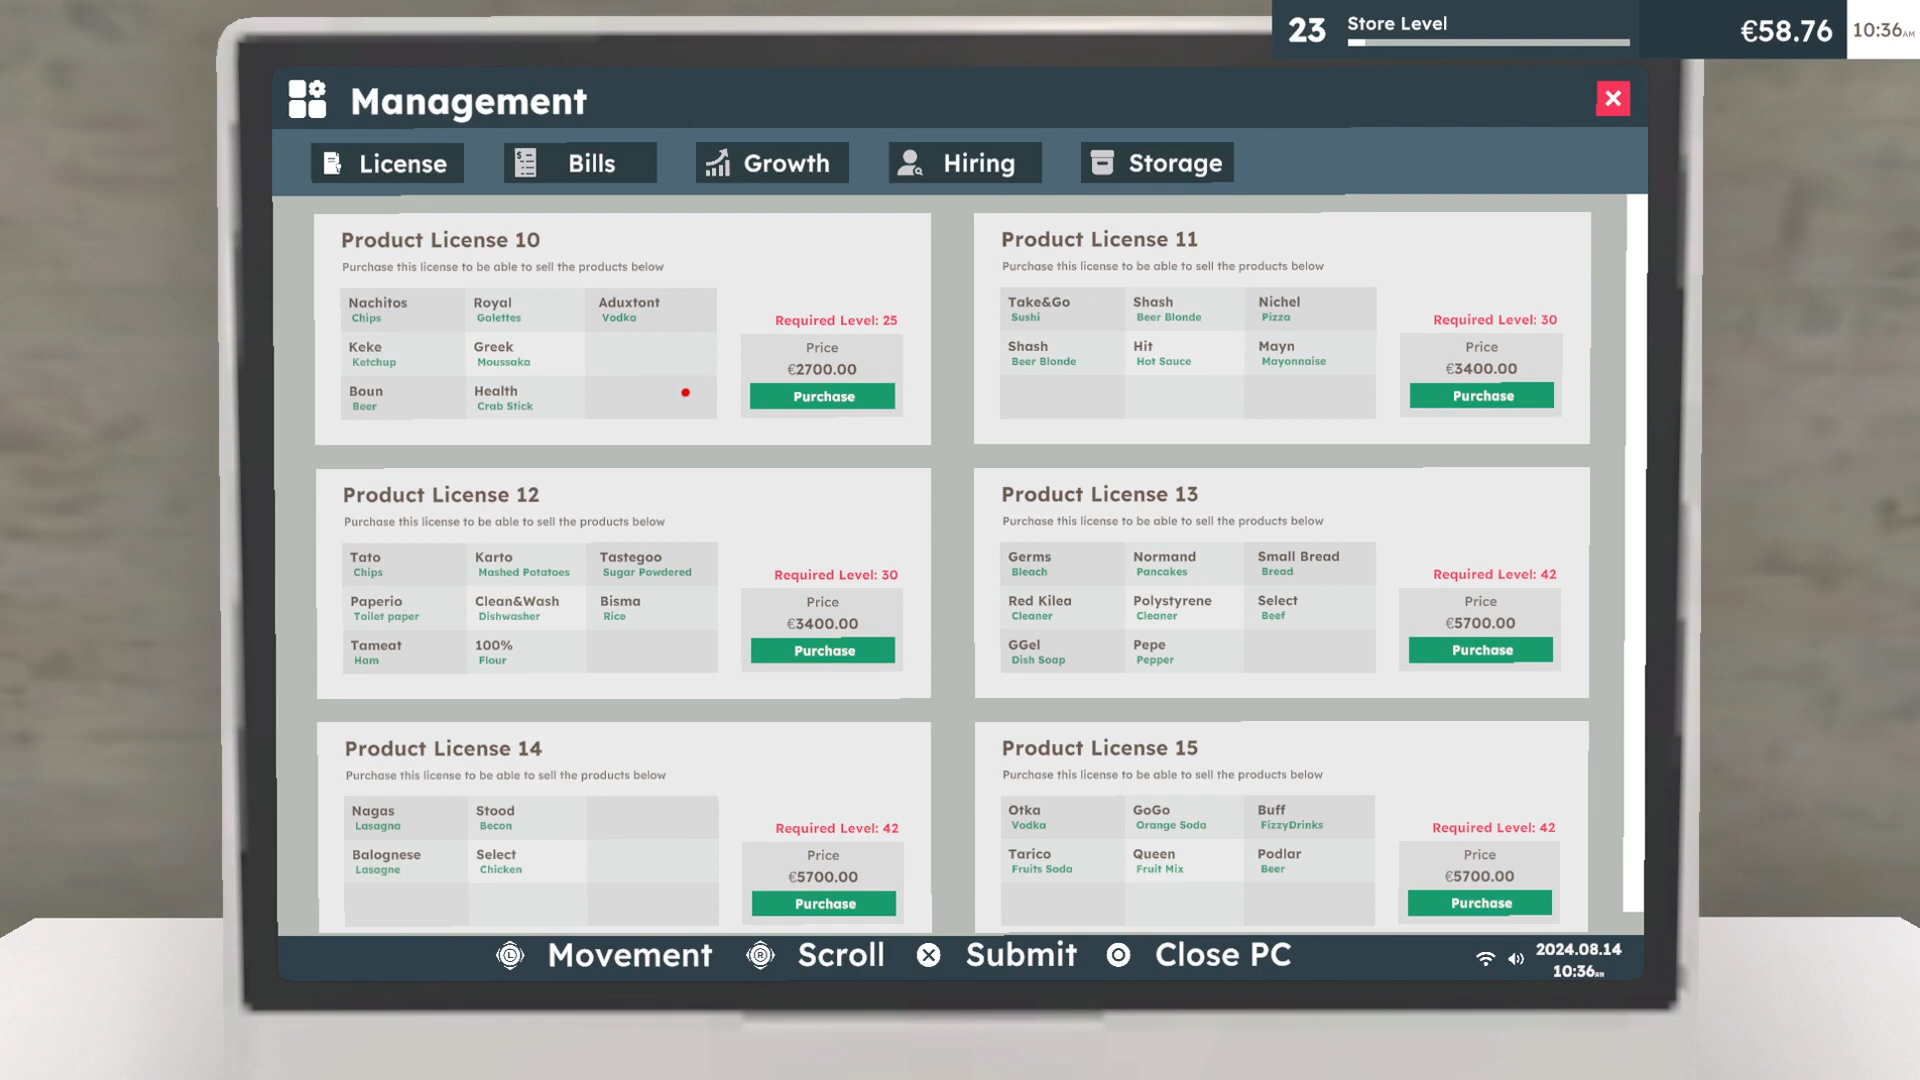 23 Store Level €58.76 10:36AM
Management
License Bills Growth Hiring Storage
Product License 10
Purchase this license to be able to sell the products below
Nachitos Royal Aduxtont
Chips Galettes Vodka
Keke Greek
Ketchup Moussaka
Boun Health
Beer Crab Stick
Required Level: 25
Price
€2700.00
Purchase
Product License 11
Purchase this license to be able to sell the products below
Take&Go Shash Nichel
Sushi Beer Blonde Pizza
Shash Hit Mayn
Beer Blonde Hot Sauce Mayonnaise
Required Level: 30
Price
€3400.00
Purchase
Product License 12
Purchase this license to be able to sell the products below
Tato Karto Tastegoo
Chips Mashed Potatoes Sugar Powdered
Paperio Clean&Wash Bisma
Toilet paper Dishwasher Rice
Tameat 100%
Ham Flour
Required Level: 30
Price
€3400.00
Purchase
Product License 13
Purchase this license to be able to sell the products below
Germs Normand Small Bread
Bleach Pancakes Bread
Red Kilea Polystyrene Select
Cleaner Cleaner Beef
GGel Pepe
Dish Soap Pepper
Required Level: 42
Price
€5700.00
Purchase
Product License 14
Purchase this license to be able to sell the products below
Nagas Stood
Lasagna Becon
Balognese Select
Lasagne Chicken
Required Level: 42
Price
€5700.00
Purchase
Product License 15
Purchase this license to be able to sell the products below
Otka GoGo Buff
Vodka Orange Soda FizzyDrinks
Tarico Queen Podlar
Fruits Soda Fruit Mix Beer
Required Level: 42
Price
€5700.00
Purchase
L Movement R Scroll Submit Close PC
2024.08.14
10:36AM